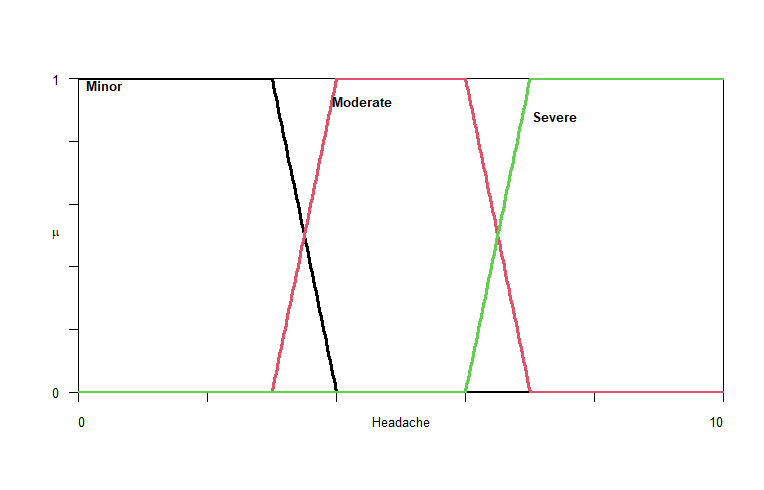 1
Minor
Moderate
Severe
μ
0
0
Headache
10